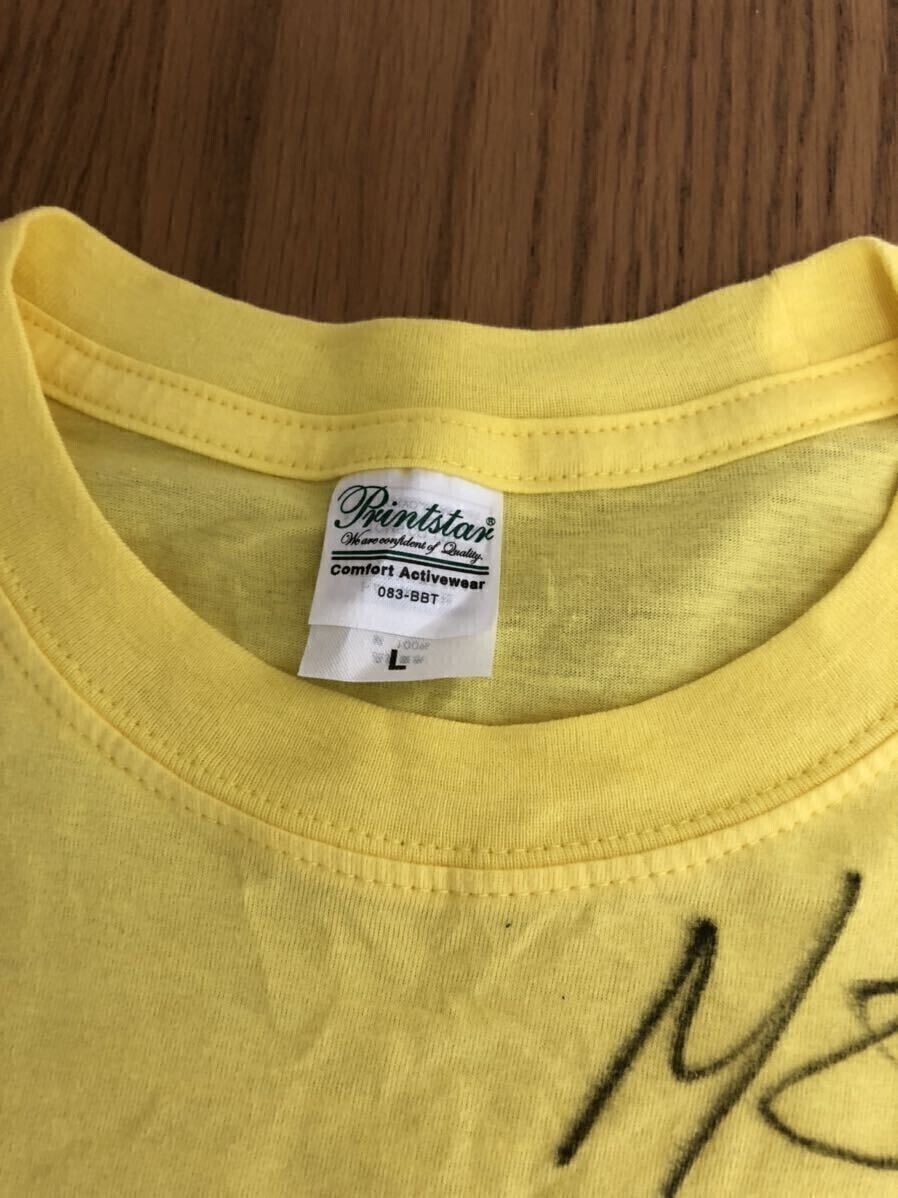 Printstar®
We are confident of Quality.
Comfort Activewear
083-BBT
L